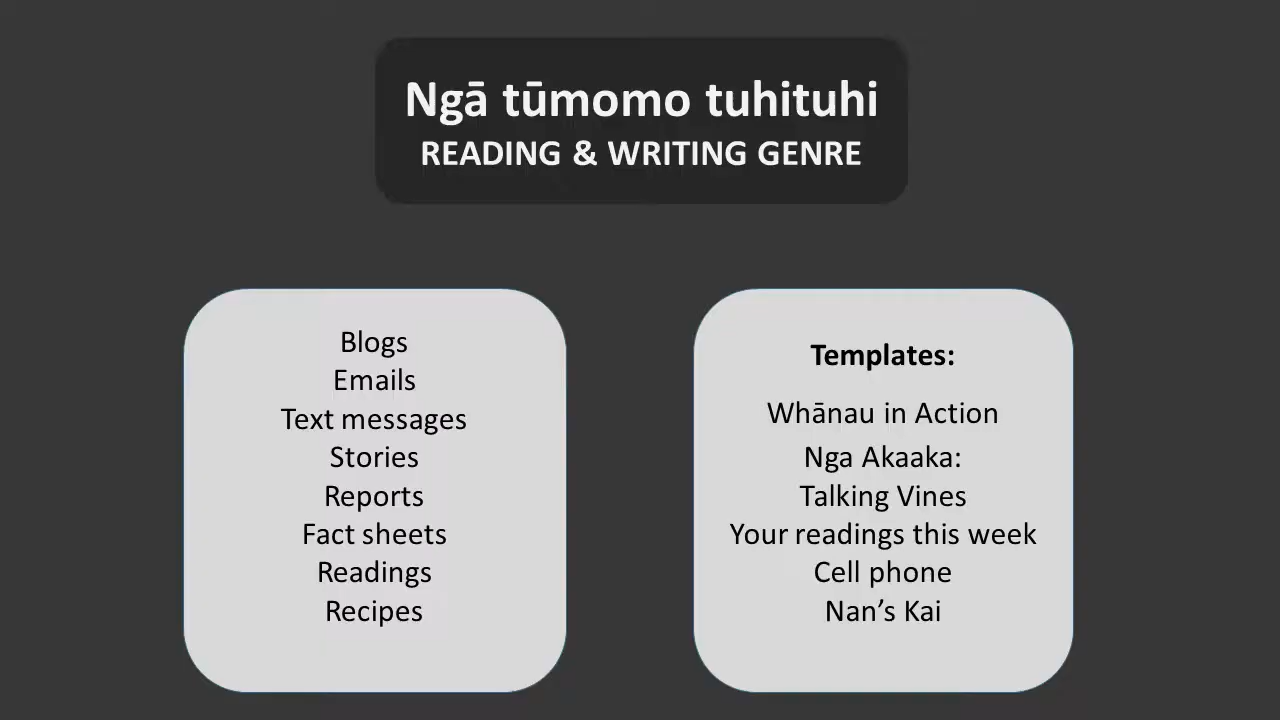 Ngā tūmomo tuhituhi
READING & WRITING GENRE
Blogs
Emails
Text messages
Stories
Reports
Fact sheets
Readings
Recipes
Templates:
Whānau in Action
Nga Akaaka:
Talking Vines
Your readings this week
Cell phone
Nan’s Kai